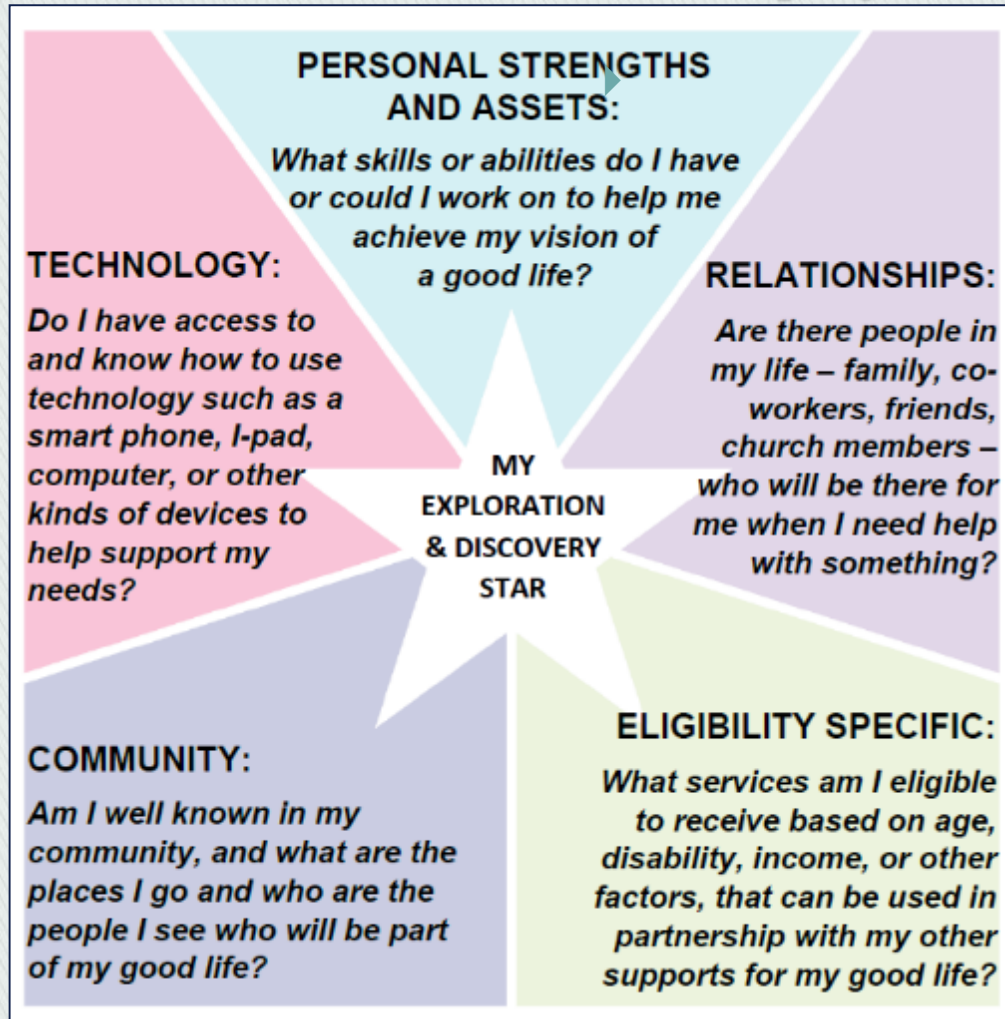 PERSONAL STRENGTHS
AND ASSETS:
What skills or abilities do I have
or could I work on to help me
achieve my vision of
a good life?
TECHNOLOGY:
Do I have access to
and know how to use
technology such as a
smart phone, I-pad,
computer, or other
kinds of devices to
help support my
needs?
RELATIONSHIPS:
Are there people in
my life – family, co-
workers, friends,
church members –
who will be there for
me when I need help
with something?
MY
EXPLORATION
& DISCOVERY
STAR
COMMUNITY:
Am I well known in my
community, and what are the
places I go and who are the
people I see who will be part
of my good life?
ELIGIBILITY SPECIFIC:
What services am I eligible
to receive based on age,
disability, income, or other
factors, that can be used in
partnership with my other
supports for my good life?